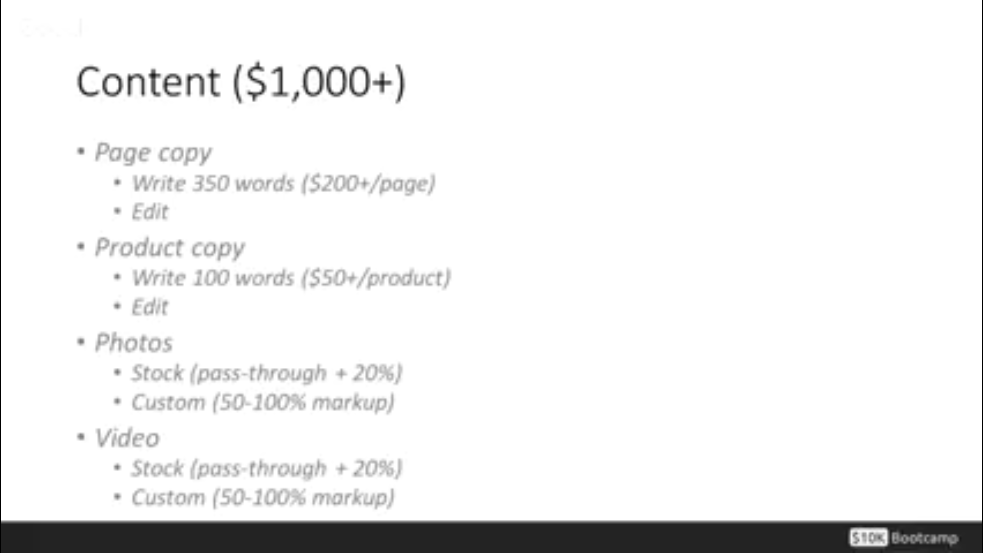 Content ($1,000+)
• Page copy
• Write 350 words ($200+/page)
• Edit
• Product copy
• Write 100 words ($50+/product)
• Edit
• Photos
• Stock (pass-through + 20%)
• Custom (50-100% markup)
• Video
• Stock (pass-through + 20%)
• Custom (50-100% markup)
$10K Bootcamp